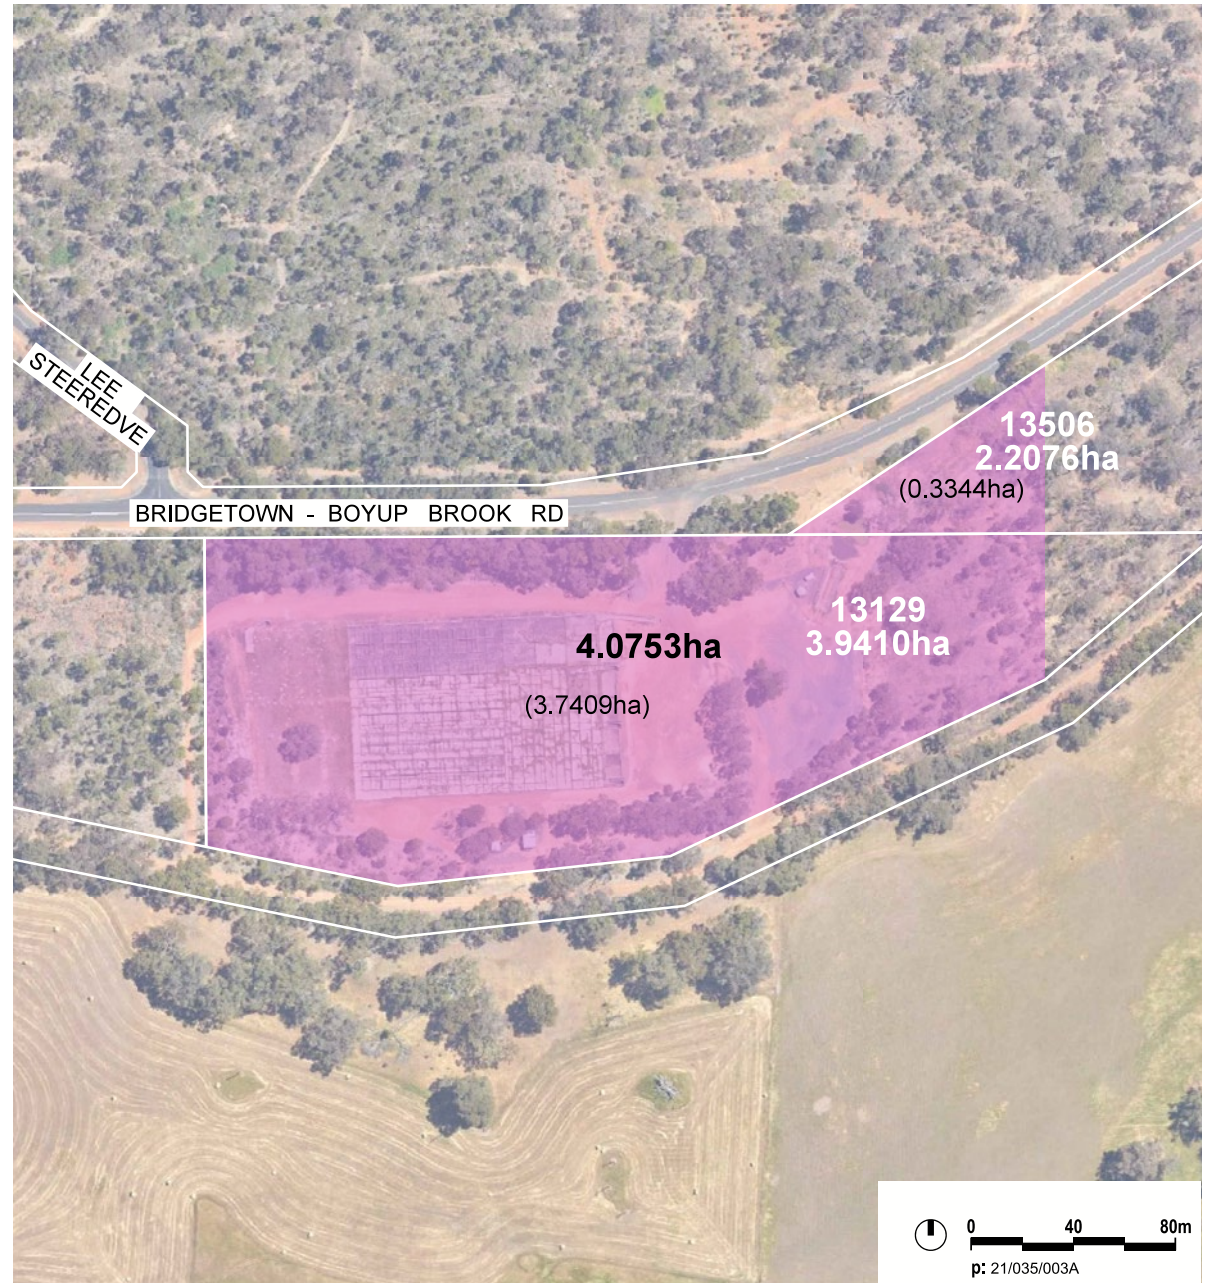 LEE
STEEREDVE
13506
2.2076ha
(0.3344ha)
BRIDGETOWN - BOYUP BROOK RD
13129
3.9410ha
4.0753ha
(3.7409ha)
0 40 80m
p: 21/035/003A